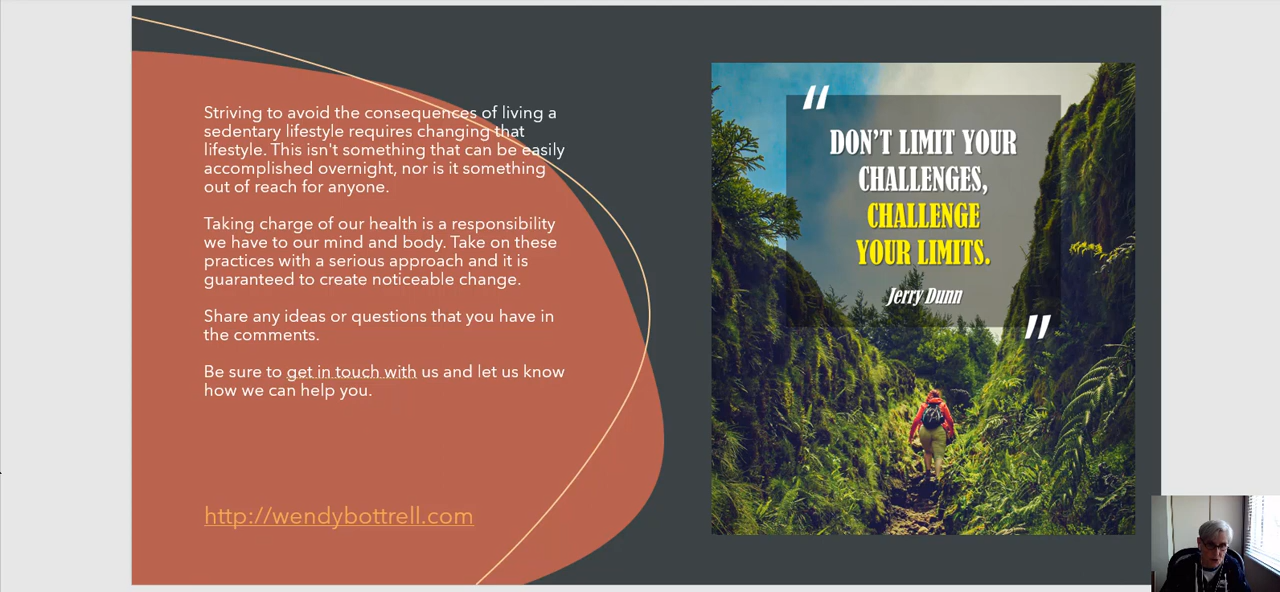 Striving to avoid the consequences of living a
sedentary lifestyle requires changing that
lifestyle. This isn't something that can be easily
accomplished overnight, nor is it something
out of reach for anyone.
Taking charge of our health is a responsibility
we have to our mind and body. Take on these
practices with a serious approach and it is
guaranteed to create noticeable change.
Share any ideas or questions that you have in
the comments.
Be sure to get in touch with us and let us know
how we can help you.
http://wendybottrell.com
“
DON'T LIMIT YOUR
CHALLENGES,
CHALLENGE
YOUR LIMITS.
Jerry Dunn
”